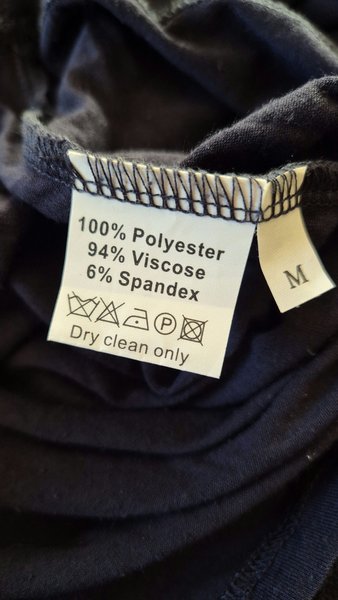 100% Polyester
94% Viscose
6% Spandex
P
Dry clean only
M